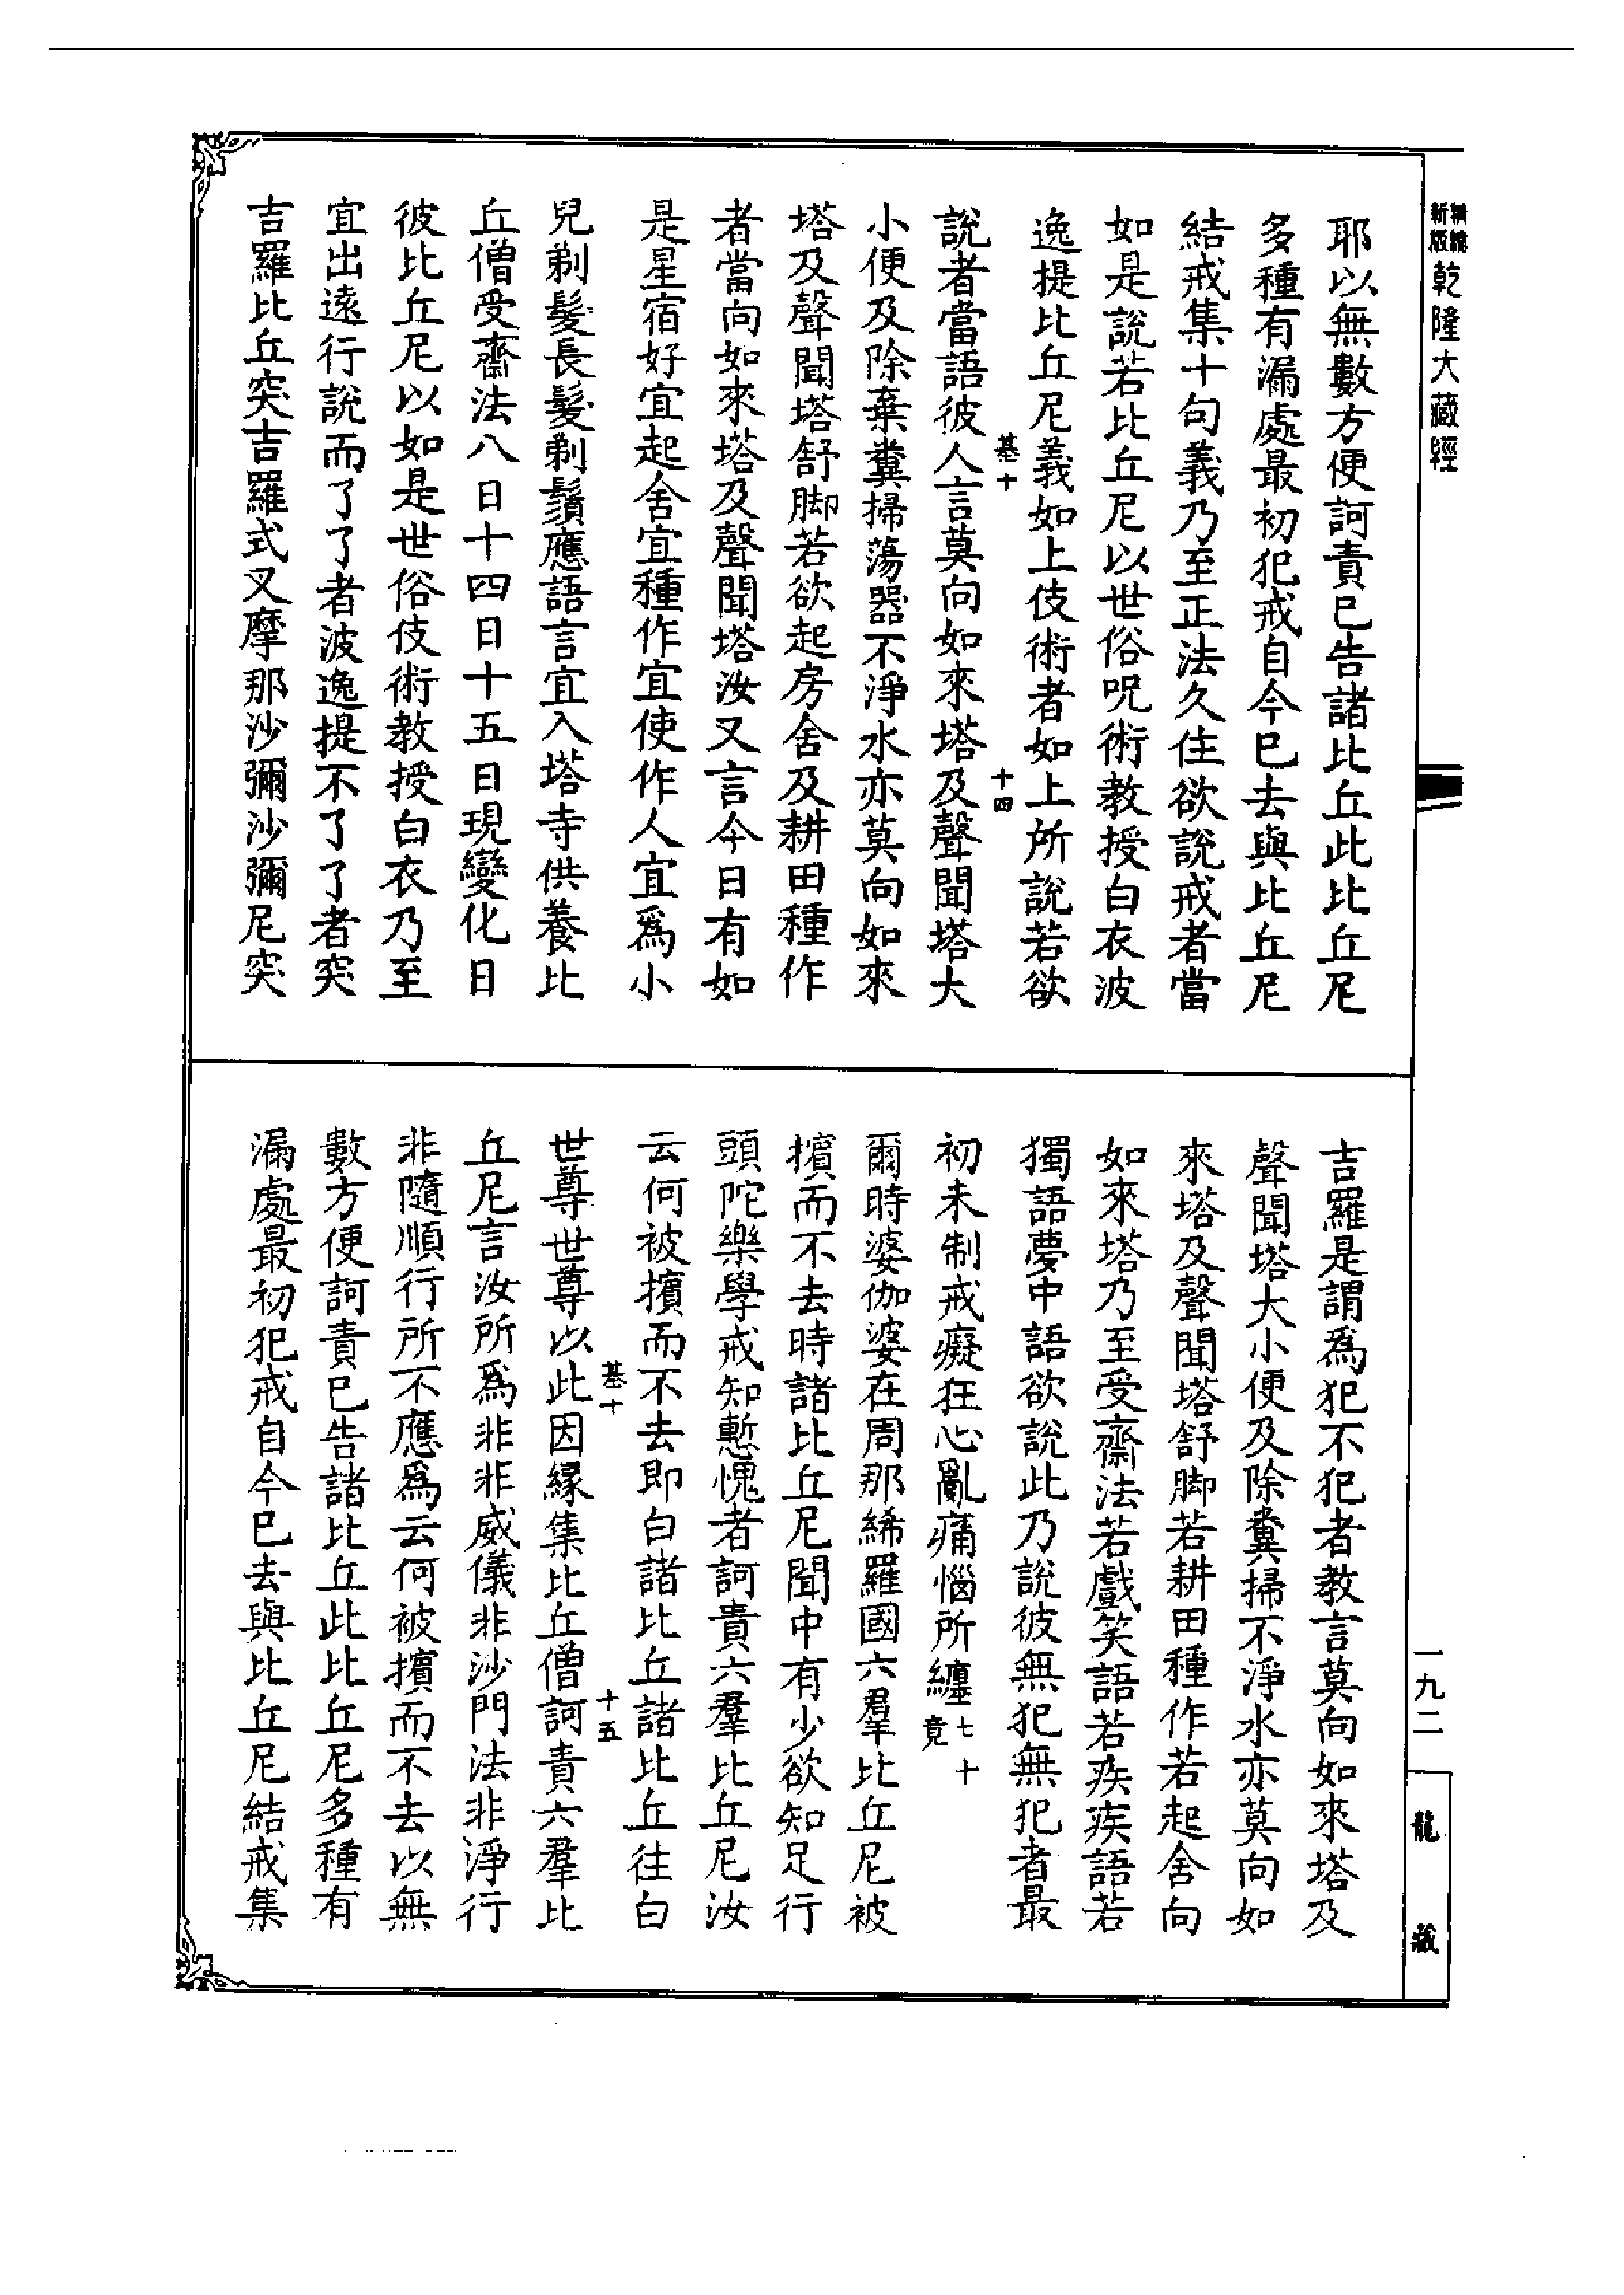 新版
精縮
乾隆大藏經
耶以無數方便訶責已告諸比丘此比丘尼
多種有漏處最初犯戒自今已去與比丘尼
結戒集十句義乃至正法久住欲說戒者當
如是說若比丘尼以世俗呪術教授白衣波
逸提比丘尼義如上伎術者如上所說若欲
基十
十四
說者當語彼人言莫向如來塔及聲聞塔大
小便及除棄糞掃蕩器不淨水亦莫向如來
塔及聲聞塔舒脚若欲起房舍及耕田種作
者當向如來塔及聲聞塔汝又言今日有如
是星宿好宜起舍宜種作宜使作人宜為小
兒剃髮長髮剃鬚應語言宜入塔寺供養比
丘僧受齋法八日十四日十五日現變化日
彼比丘尼以如是世俗伎術教授白衣乃至
宜出遠行說而了了者波逸提不了了者突
吉羅比丘突吉羅式叉摩那沙彌沙彌尼突
吉羅是謂為犯不犯者教言莫向如來塔及
聲聞塔大小便及除糞掃不淨水亦莫向如
來塔及聲聞塔舒脚若耕田種作若起舍向
如來塔乃至受齋法若戲笑語若疾疾語若
獨語夢中語欲說此乃說彼無犯無犯者最
初未制戒癡狂心亂痛惱所纏七十竟
爾時婆伽婆在周那絺羅國六羣比丘尼被
擯而不去時諸比丘尼聞中有少欲知足行
頭陀樂學戒知慙愧者訶責六羣比丘尼汝
云何被擯而不去即白諸比丘諸比丘往白
基十
十五
世尊世尊以此因緣集比丘僧訶責六羣比
丘尼言汝所為非非威儀非沙門法非淨行
非隨順行所不應為云何被擯而不去以無
數方便訶責已告諸比丘此比丘尼多種有
漏處最初犯戒自今已去與比丘尼結戒集
一九二
龍藏